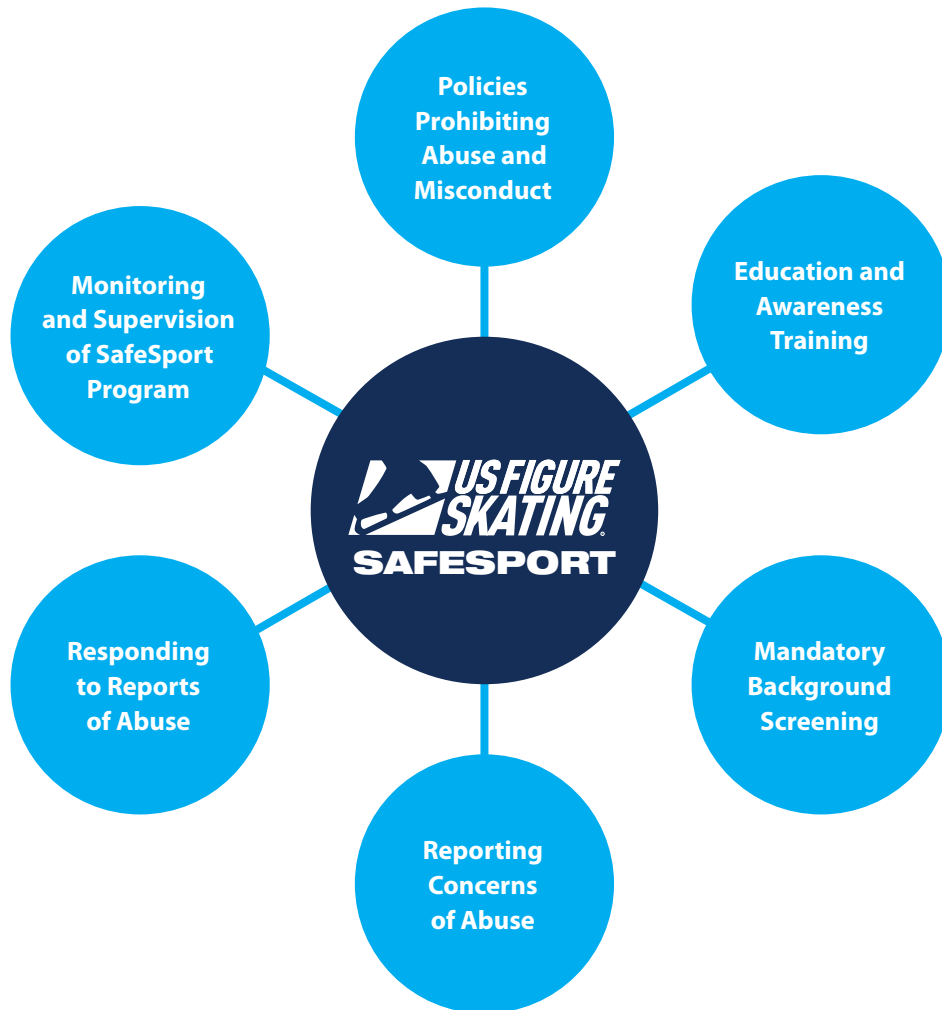 Policies
Prohibiting
Abuse and
Misconduct
Education and
Awareness
Training
Monitoring
and Supervision
of SafeSport
Program
US FIGURE
SKATING®
SAFESPORT
Responding
to Reports
of Abuse
Mandatory
Background
Screening
Reporting
Concerns
of Abuse